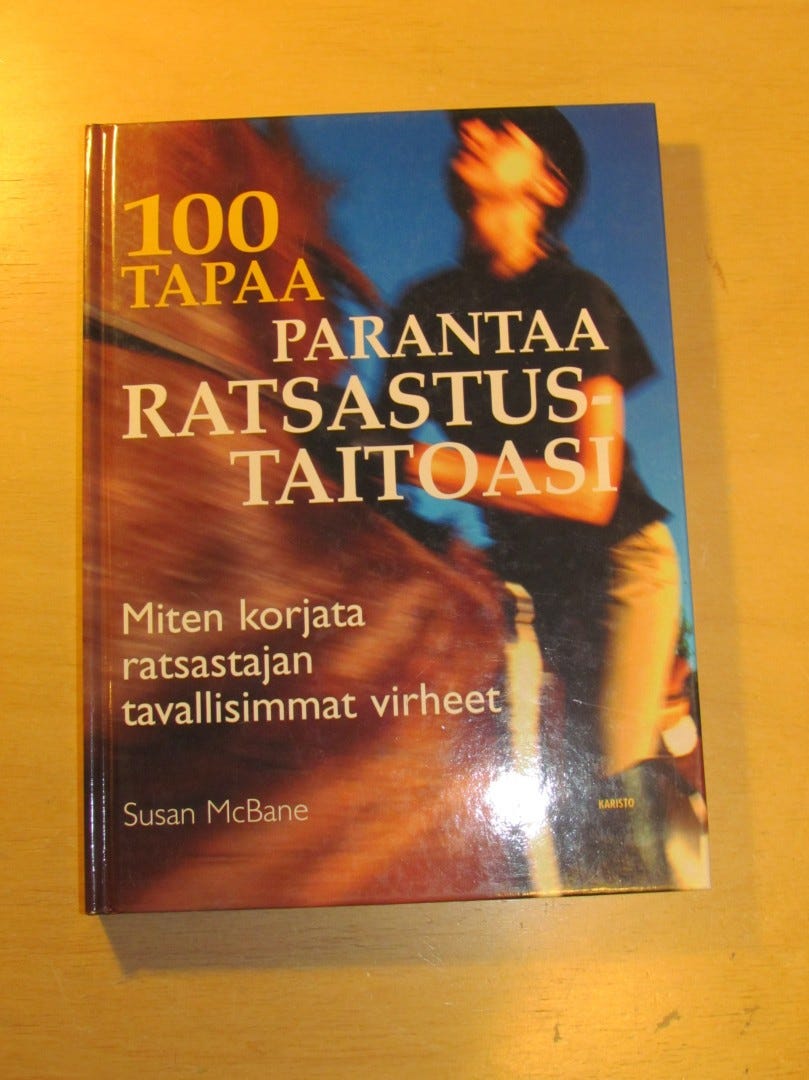 100
TAPAA
PARANTAA
RATSASTUS-
TAITOASI
Miten korjata
ratsastajan
tavallisimmat virheet
Susan McBane
KARISTO